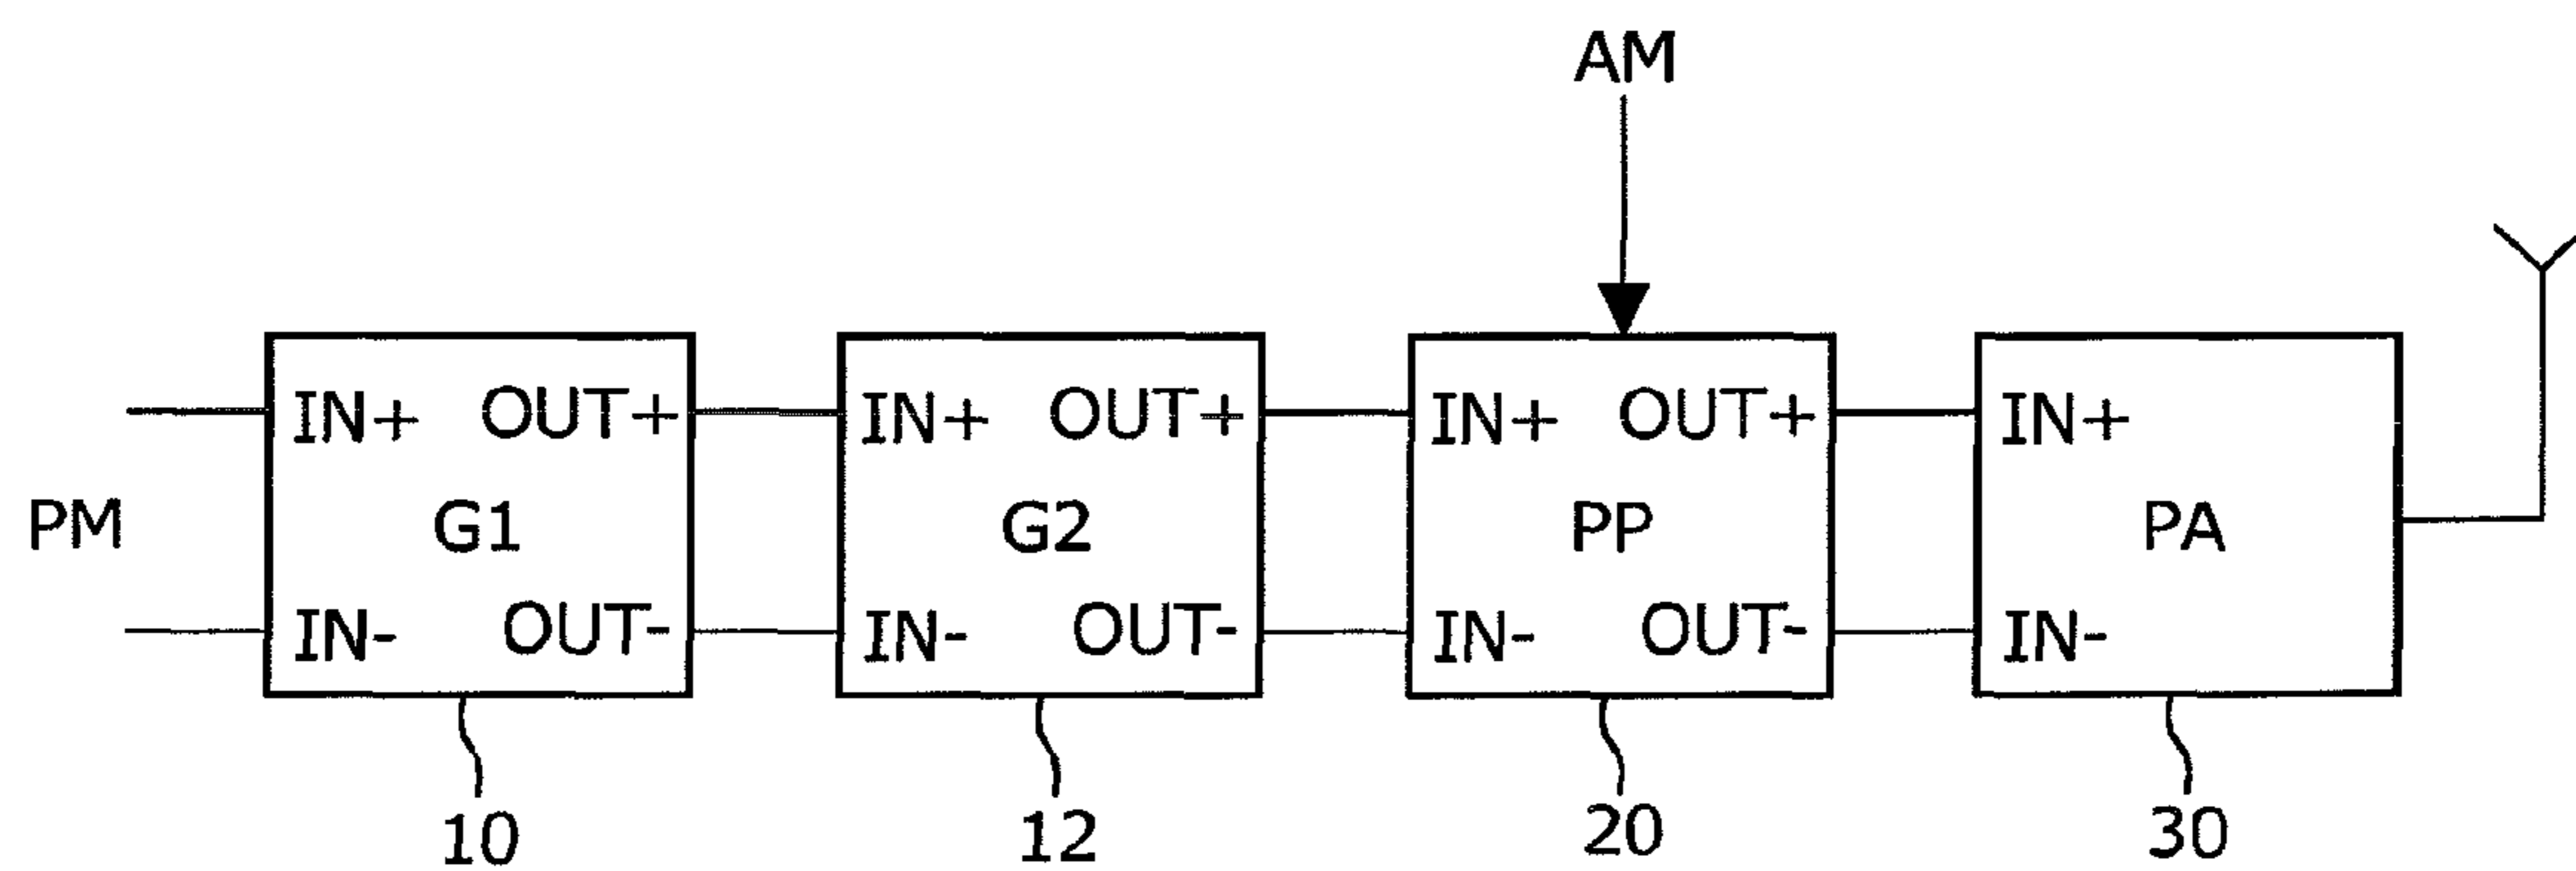 AM
IN+ OUT+ IN+ OUT+ IN+ OUT+ IN+
PM G1 G2 PP PA
IN- OUT- IN- OUT- IN- OUT- IN-
10 12 20 30